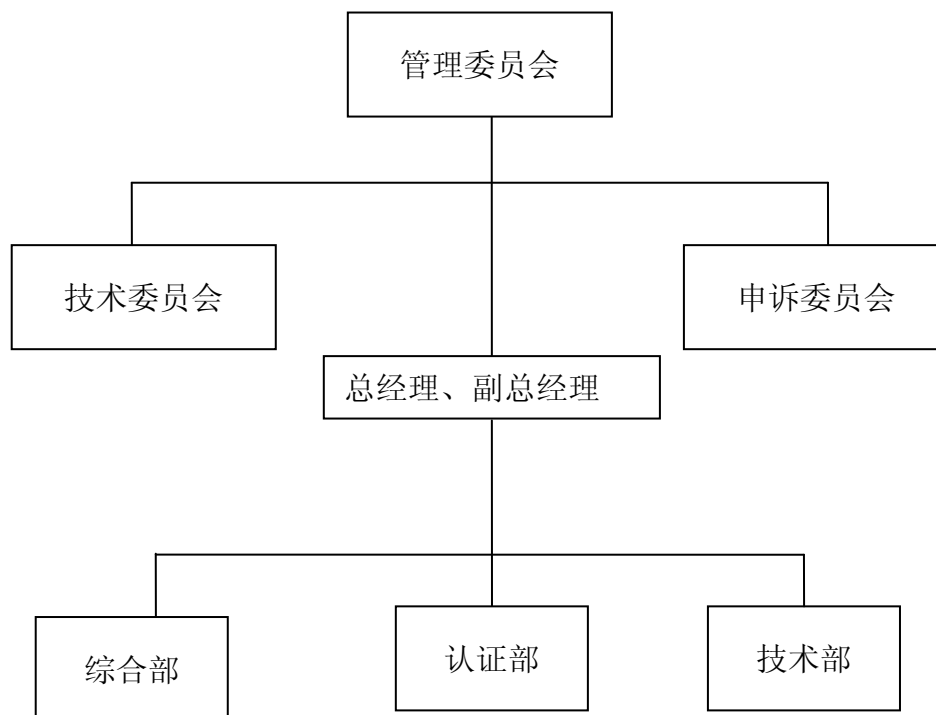 管理委员会
技术委员会
申诉委员会
总经理、副总经理
综合部
认证部
技术部